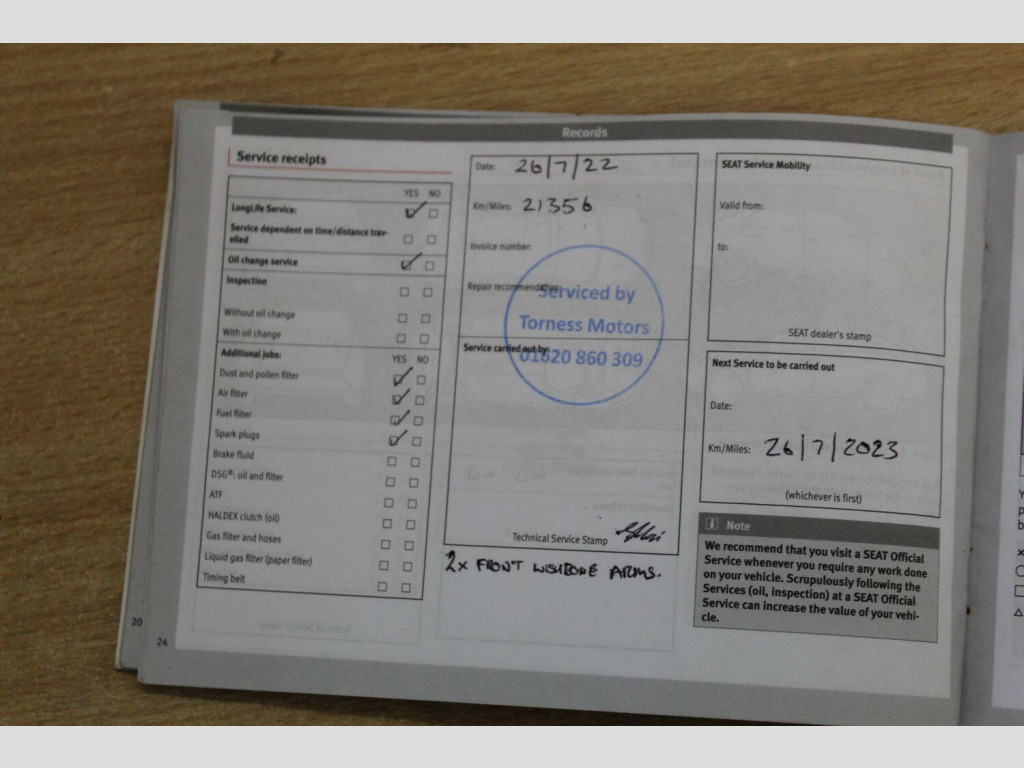 Records
Service receipts
YES NO
LongLife Service:
Service dependent on time/distance trav-
elled
Oil change service
Inspection
Without oil change
With oil change
Additional jobs:
YES NO
Dust and pollen filter
Air filter
Fuel filter
Spark plugs
Brake fluid
DSG®: oil and filter
ATF
HALDEX clutch (oil)
Gas filter and hoses
Liquid gas filter (paper filter)
Timing belt
20
24
Date: 26/7/22
Km/Miles: 21356
Invoice number:
Repair recommendation:
Serviced by
Torness Motors
01620 860 309
Service carried out by:
Technical Service Stamp
2x FRONT WISHBONE ARMS.
SEAT Service Mobility
Valid from:
to:
SEAT dealer's stamp
Next Service to be carried out
Date:
Km/Miles: 26/7/2023
(whichever is first)
i Note
We recommend that you visit a SEAT Official
Service whenever you require any work done
on your vehicle. Scrupulously following the
Services (oil, inspection) at a SEAT Official
Service can increase the value of your vehi-
cle.